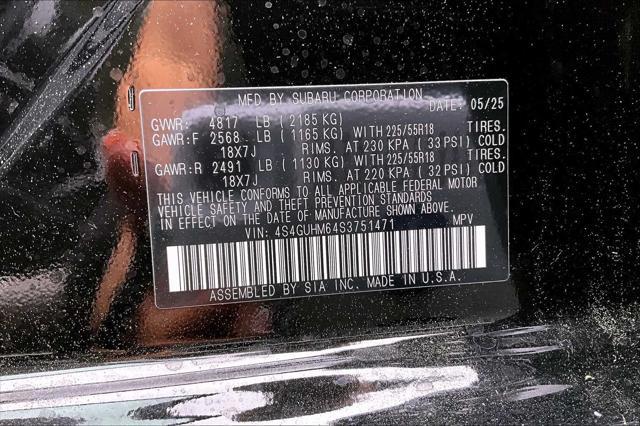 MFD BY SUBARU CORPORATION DATE: 05/25
GVWR: 4817 LB (2185 KG)
GAWR:F 2568 LB (1165 KG) WITH 225/55R18 TIRES.
18X7J RIMS. AT 230 KPA (33 PSI) COLD
GAWR:R 2491 LB (1130 KG) WITH 225/55R18 TIRES.
18X7J RIMS. AT 220 KPA (32 PSI) COLD
THIS VEHICLE CONFORMS TO ALL APPLICABLE FEDERAL MOTOR
VEHICLE SAFETY AND THEFT PREVENTION STANDARDS
IN EFFECT ON THE DATE OF MANUFACTURE SHOWN ABOVE.
VIN: 4S4GUHM64S3751471 MPV
ASSEMBLED BY SIA INC. MADE IN U.S.A.